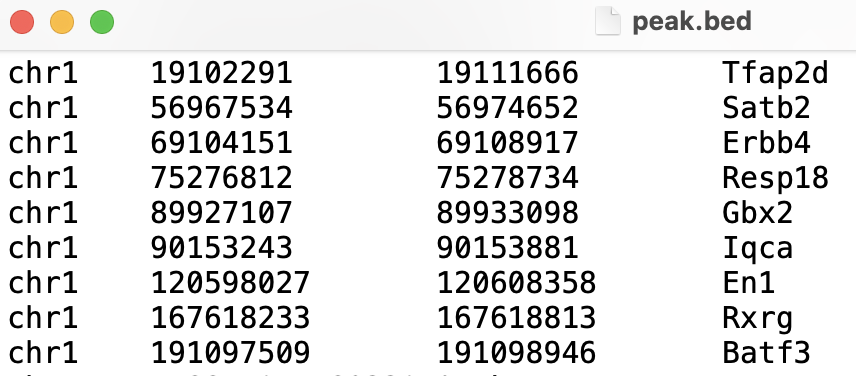 peak.bed
chr1 19102291 19111666 Tfap2d
chr1 56967534 56974652 Satb2
chr1 69104151 69108917 Erbb4
chr1 75276812 75278734 Resp18
chr1 89927107 89933098 Gbx2
chr1 90153243 90153881 Iqca
chr1 120598027 120608358 En1
chr1 167618233 167618813 Rxrg
chr1 191097509 191098946 Batf3